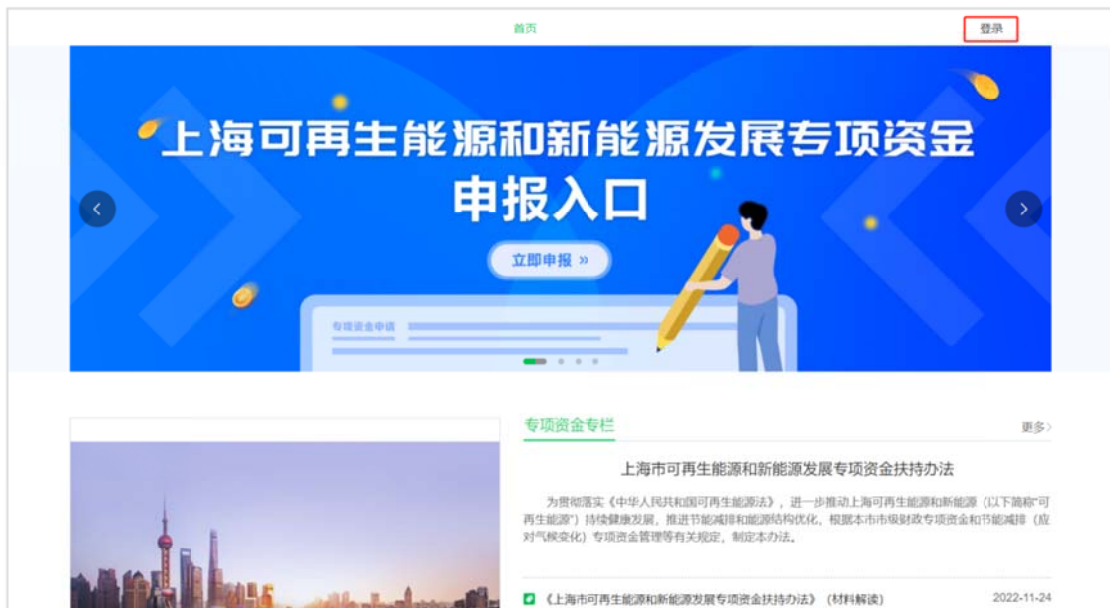 首页
登录
上海可再生能源和新能源发展专项资金
申报入口
立即申报 »
专项资金申请
专项资金专栏
更多>
上海市可再生能源和新能源发展专项资金扶持办法
为贯彻落实《中华人民共和国可再生能源法》，进一步推动上海可再生能源和新能源（以下简称“可
再生能源”）持续健康发展，推进节能减排和能源结构优化，根据本市市级财政专项资金和节能减排（应
对气候变化）专项资金管理等有关规定，制定本办法。
《上海市可再生能源和新能源发展专项资金扶持办法》（材料解读）
2022-11-24